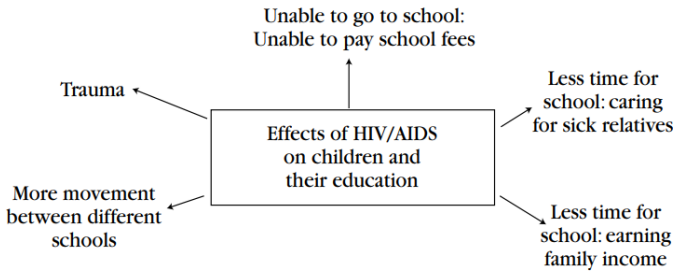 Unable to go to school:
Unable to pay school fees
Trauma
Less time for
school: caring
for sick relatives
Effects of HIV/AIDS
on children and
their education
More movement
between different
schools
Less time for
school: earning
family income